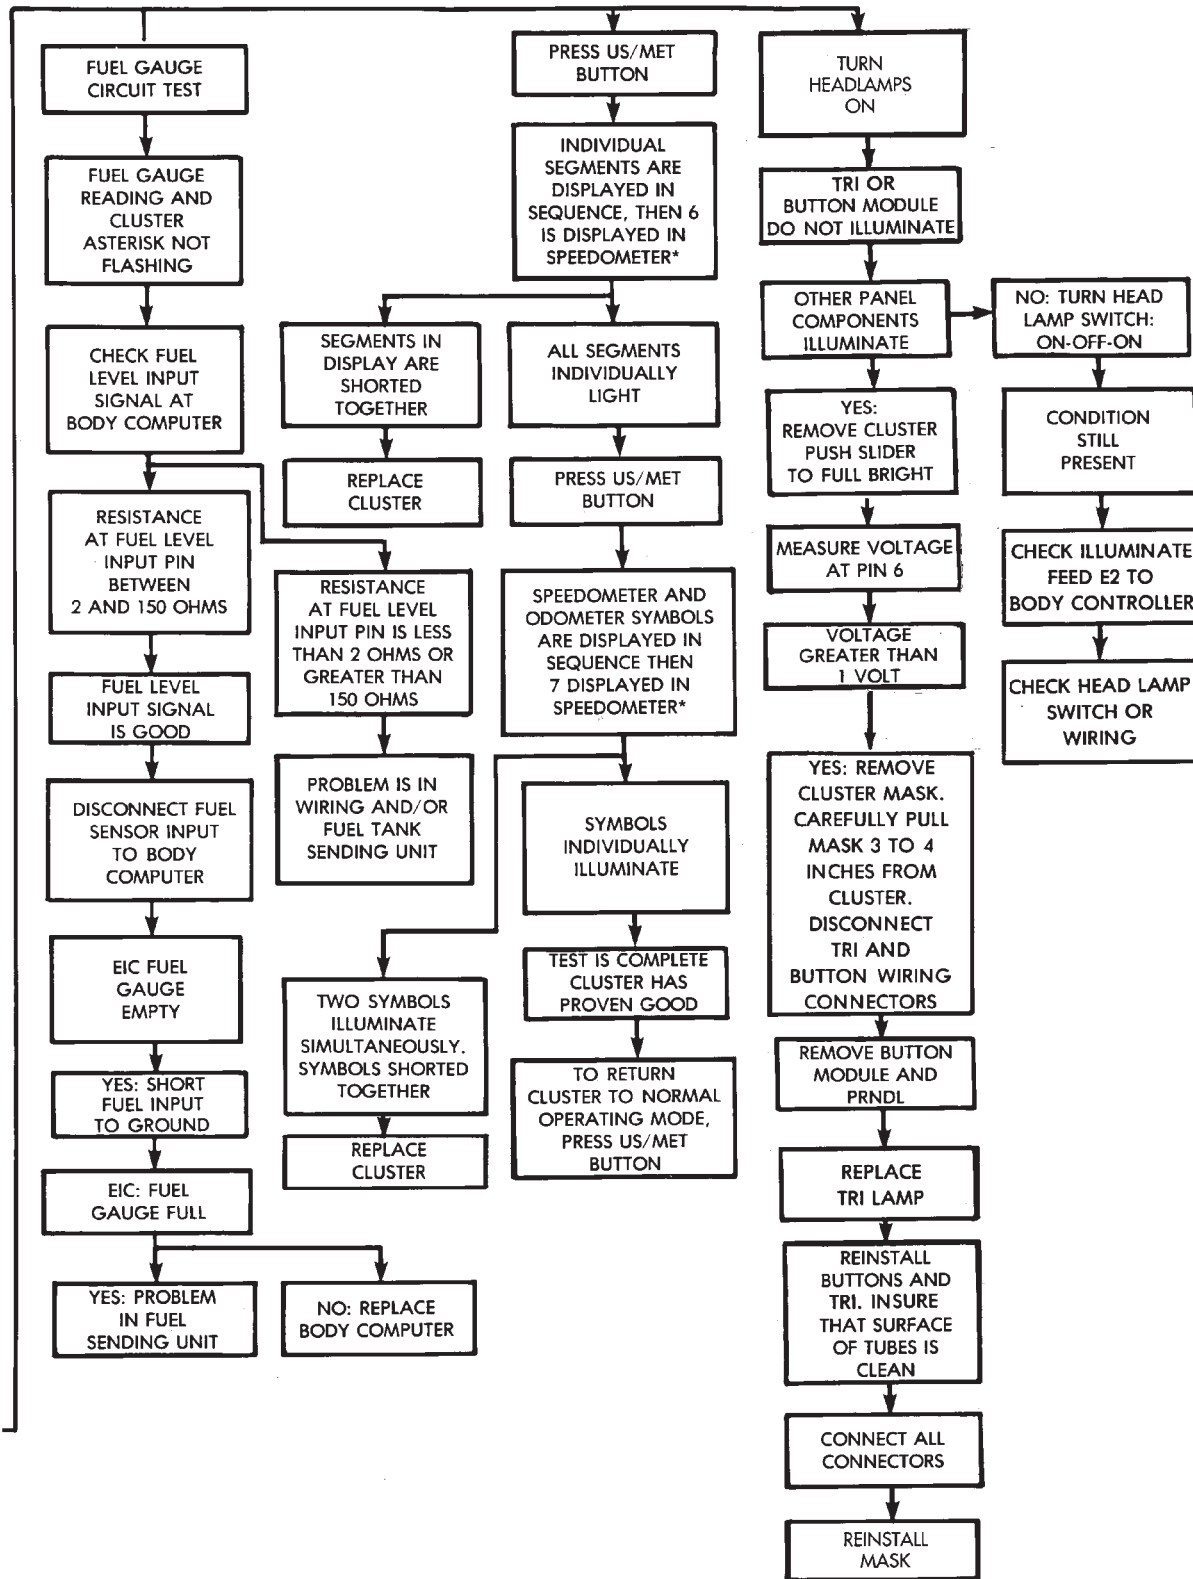 FUEL GAUGE
CIRCUIT TEST
FUEL GAUGE
READING AND
CLUSTER
ASTERISK NOT
FLASHING
CHECK FUEL
LEVEL INPUT
SIGNAL AT
BODY COMPUTER
RESISTANCE
AT FUEL LEVEL
INPUT PIN
BETWEEN
2 AND 150 OHMS
FUEL LEVEL
INPUT SIGNAL
IS GOOD
DISCONNECT FUEL
SENSOR INPUT
TO BODY
COMPUTER
EIC FUEL
GAUGE
EMPTY
YES: SHORT
FUEL INPUT
TO GROUND
EIC: FUEL
GAUGE FULL
YES: PROBLEM
IN FUEL
SENDING UNIT
NO: REPLACE
BODY COMPUTER
RESISTANCE
AT FUEL LEVEL
INPUT PIN IS LESS
THAN 2 OHMS OR
GREATER THAN
150 OHMS
PROBLEM IS IN
WIRING AND/OR
FUEL TANK
SENDING UNIT
PRESS US/MET
BUTTON
INDIVIDUAL
SEGMENTS ARE
DISPLAYED IN
SEQUENCE, THEN 6
IS DISPLAYED IN
SPEEDOMETER*
SEGMENTS IN
DISPLAY ARE
SHORTED
TOGETHER
REPLACE
CLUSTER
ALL SEGMENTS
INDIVIDUALLY
LIGHT
PRESS US/MET
BUTTON
SPEEDOMETER AND
ODOMETER SYMBOLS
ARE DISPLAYED IN
SEQUENCE THEN
7 DISPLAYED IN
SPEEDOMETER*
TWO SYMBOLS
ILLUMINATE
SIMULTANEOUSLY.
SYMBOLS SHORTED
TOGETHER
REPLACE
CLUSTER
SYMBOLS
INDIVIDUALLY
ILLUMINATE
TEST IS COMPLETE
CLUSTER HAS
PROVEN GOOD
TO RETURN
CLUSTER TO NORMAL
OPERATING MODE,
PRESS US/MET
BUTTON
TURN
HEADLAMPS
ON
TRI OR
BUTTON MODULE
DO NOT ILLUMINATE
OTHER PANEL
COMPONENTS
ILLUMINATE
YES:
REMOVE CLUSTER
PUSH SLIDER
TO FULL BRIGHT
MEASURE VOLTAGE
AT PIN 6
VOLTAGE
GREATER THAN
1 VOLT
YES: REMOVE
CLUSTER MASK.
CAREFULLY PULL
MASK 3 TO 4
INCHES FROM
CLUSTER.
DISCONNECT
TRI AND
BUTTON WIRING
CONNECTORS
REMOVE BUTTON
MODULE AND
PRNDL
REPLACE
TRI LAMP
REINSTALL
BUTTONS AND
TRI. INSURE
THAT SURFACE
OF TUBES IS
CLEAN
CONNECT ALL
CONNECTORS
REINSTALL
MASK
NO: TURN HEAD
LAMP SWITCH:
ON-OFF-ON
CONDITION
STILL
PRESENT
CHECK ILLUMINATE
FEED E2 TO
BODY CONTROLLER
CHECK HEAD LAMP
SWITCH OR
WIRING